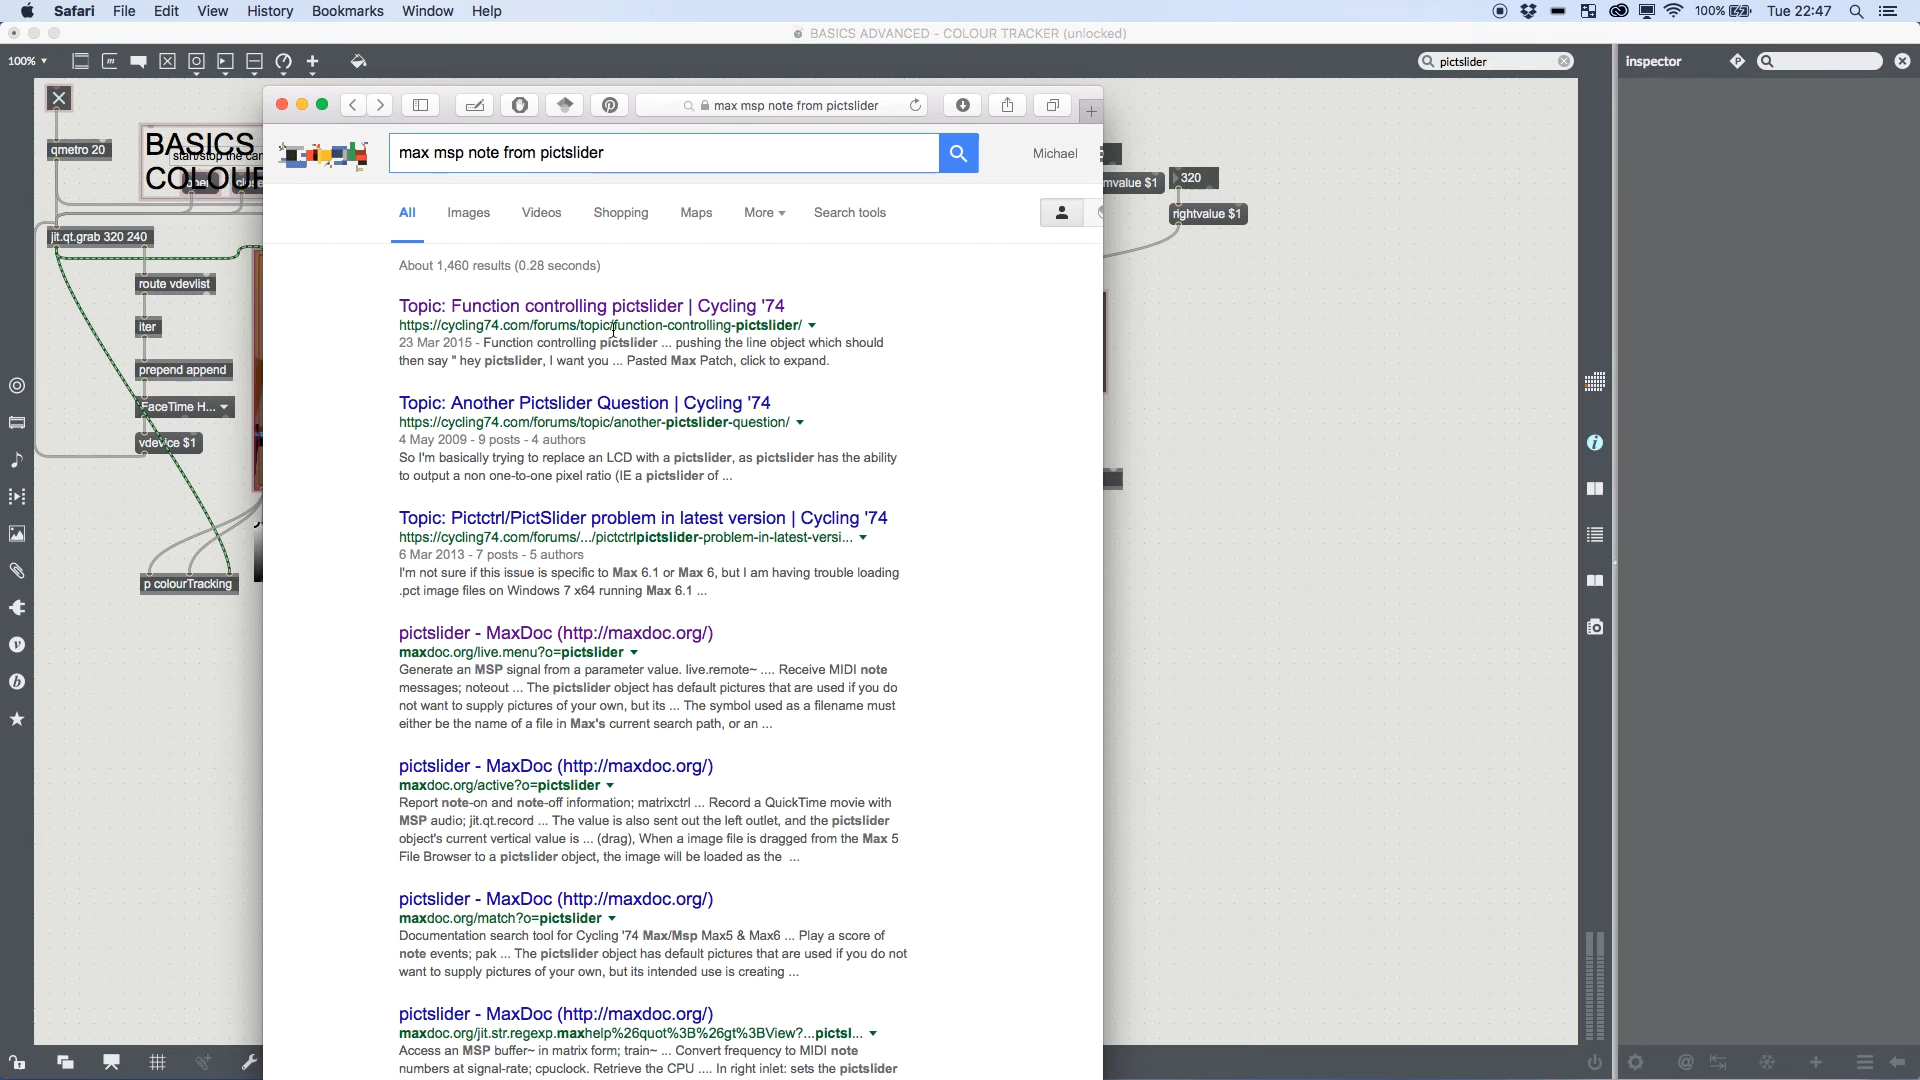 Safari File Edit View History Bookmarks Window Help
100% Tue 22:47
BASICS ADVANCED - COLOUR TRACKER (unlocked)
100%
pictslider
inspector
max msp note from pictslider
qmetro 20
BASICS
COLOU
start/stop the
jit.qt.grab 320 240
route vdevlist
iter
prepend append
FaceTime H...
vdevice $1
p colourTracking
mvalue $1
320
rightvalue $1
max msp note from pictslider
Michael
All Images Videos Shopping Maps More Search tools
About 1,460 results (0.28 seconds)
Topic: Function controlling pictslider | Cycling '74
https://cycling74.com/forums/topic/function-controlling-pictslider/
23 Mar 2015 - Function controlling pictslider ... pushing the line object which should
then say " hey pictslider, I want you ... Pasted Max Patch, click to expand.
Topic: Another Pictslider Question | Cycling '74
https://cycling74.com/forums/topic/another-pictslider-question/
4 May 2009 - 9 posts - 4 authors
So I'm basically trying to replace an LCD with a pictslider, as pictslider has the ability
to output a non one-to-one pixel ratio (IE a pictslider of ...
Topic: Pictctrl/PictSlider problem in latest version | Cycling '74
https://cycling74.com/forums/.../pictctrlpictslider-problem-in-latest-versi...
6 Mar 2013 - 7 posts - 5 authors
I'm not sure if this issue is specific to Max 6.1 or Max 6, but I am having trouble loading
.pct image files on Windows 7 x64 running Max 6.1 ...
pictslider - MaxDoc (http://maxdoc.org/)
maxdoc.org/live.menu?o=pictslider
Generate an MSP signal from a parameter value. live.remote~ .... Receive MIDI note
messages; noteout ... The pictslider object has default pictures that are used if you do
not want to supply pictures of your own, but its ... The symbol used as a filename must
either be the name of a file in Max's current search path, or an ...
pictslider - MaxDoc (http://maxdoc.org/)
maxdoc.org/active?o=pictslider
Report note-on and note-off information; matrixctrl ... Record a QuickTime movie with
MSP audio; jit.qt.record ... The value is also sent out the left outlet, and the pictslider
object's current vertical value is ... (drag), When a image file is dragged from the Max 5
File Browser to a pictslider object, the image will be loaded as the ...
pictslider - MaxDoc (http://maxdoc.org/)
maxdoc.org/match?o=pictslider
Documentation search tool for Cycling '74 Max/Msp Max5 & Max6 ... Play a score of
note events; pak ... The pictslider object has default pictures that are used if you do not
want to supply pictures of your own, but its intended use is creating ...
pictslider - MaxDoc (http://maxdoc.org/)
maxdoc.org/jit.str.regexp.maxhelp%26quot%3B%26gt%3BView?...pictsl...
Access an MSP buffer~ in matrix form; train~ ... Convert frequency to MIDI note
numbers at signal-rate; cpuclock. Retrieve the CPU .... In right inlet: sets the pictslider